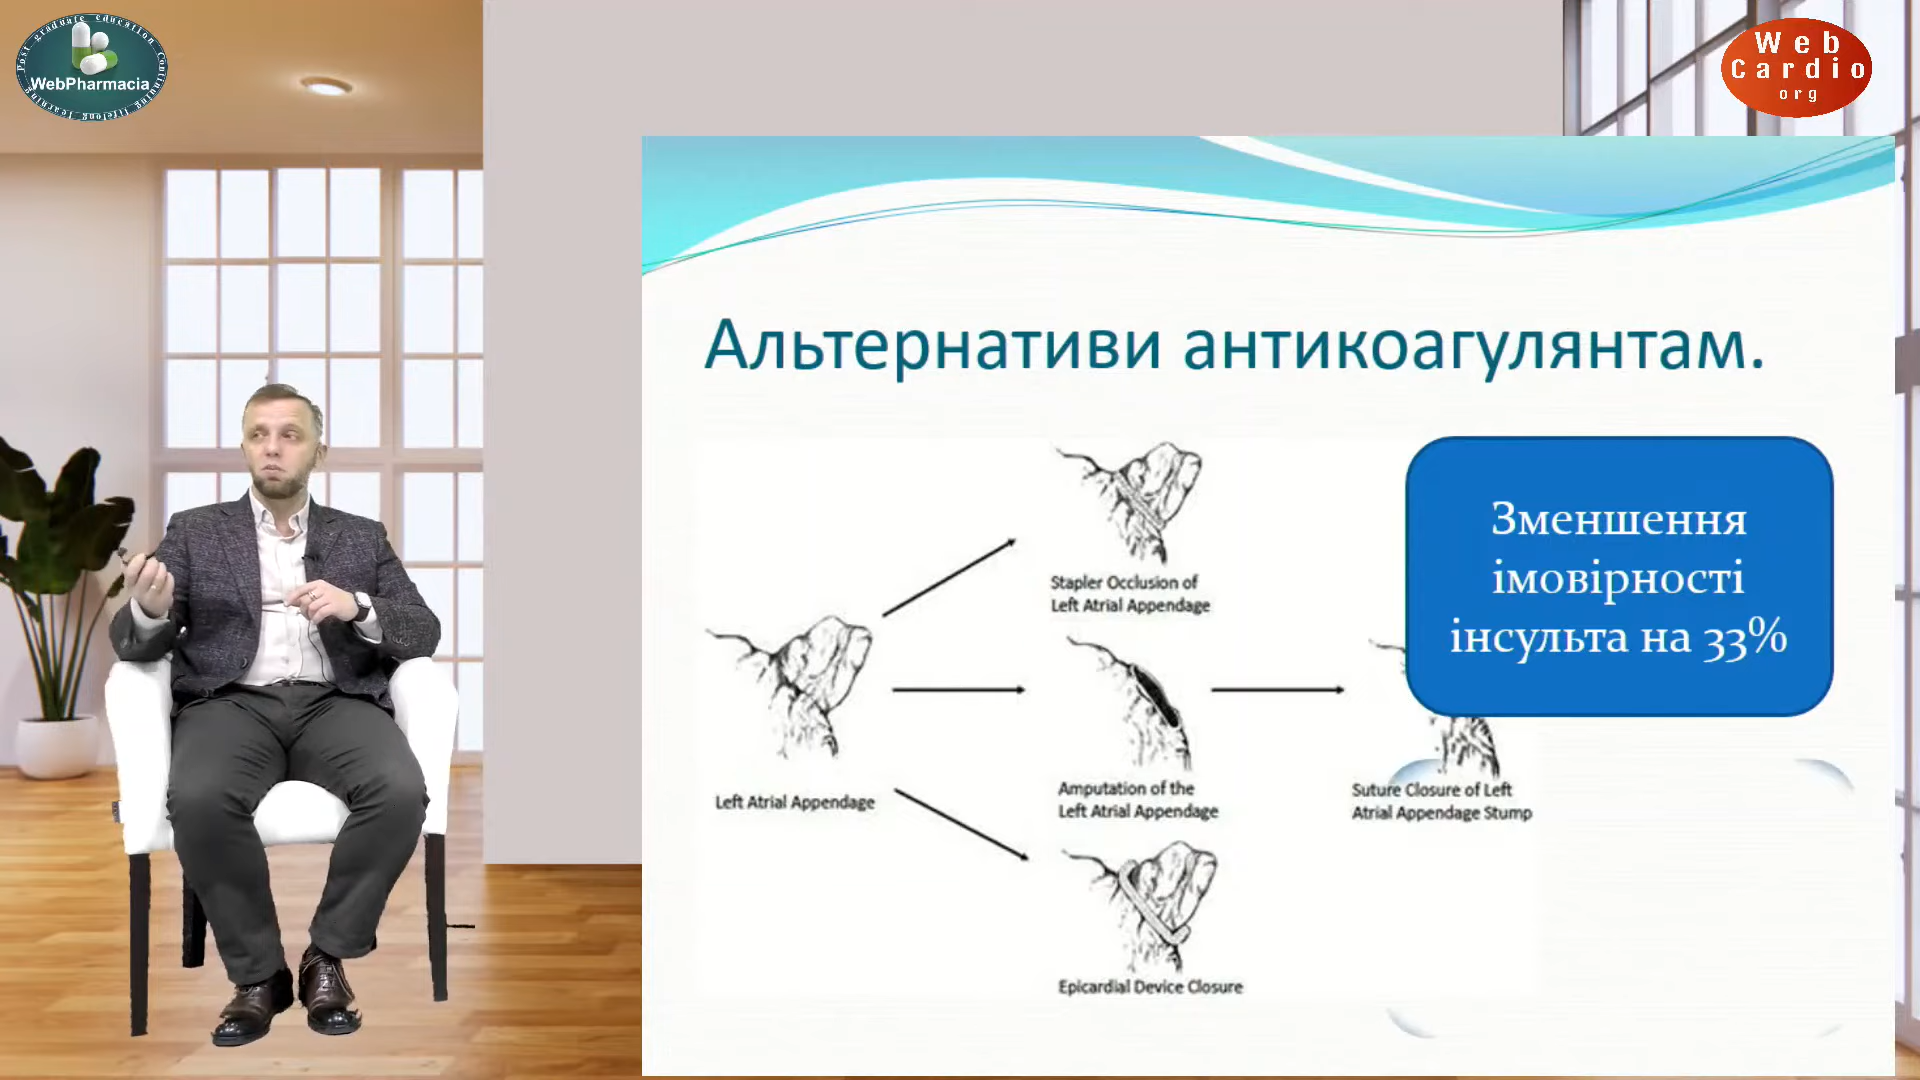 Post graduate education Continuing lifelong learning
WebPharmacia
Web
Cardio
org
Альтернативи антикоагулянтам.
Зменшення
імовірності
інсульта на 33%
Stapler Occlusion of
Left Atrial Appendage
Left Atrial Appendage
Amputation of the
Left Atrial Appendage
Suture Closure of Left
Atrial Appendage Stump
Epicardial Device Closure